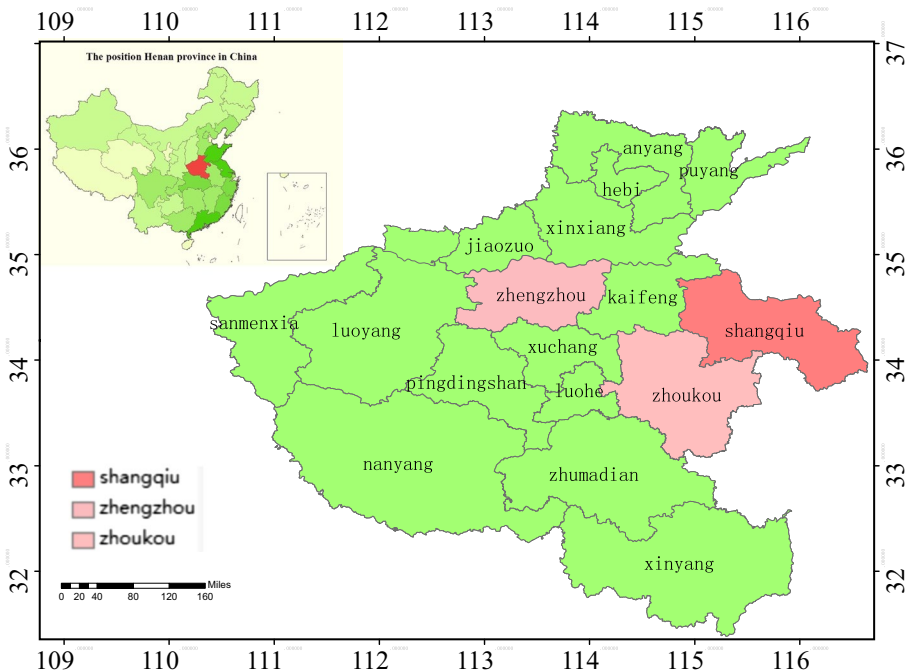 109 110 111 112 113 114 115 116
The position Henan province in China
37
36 36
35 35
34 34
33 33
32 32
anyang
puyang
hebi
xinxiang
jiaozuo
zhengzhou
kaifeng
sanmenxia
luoyang
shangqiu
xuchang
pingdingshan
luohe
zhoukou
nanyang
zhumadian
xinyang
shangqiu
zhengzhou
zhoukou
Miles
0 20 40 80 120 160
109 110 111 112 113 114 115 116